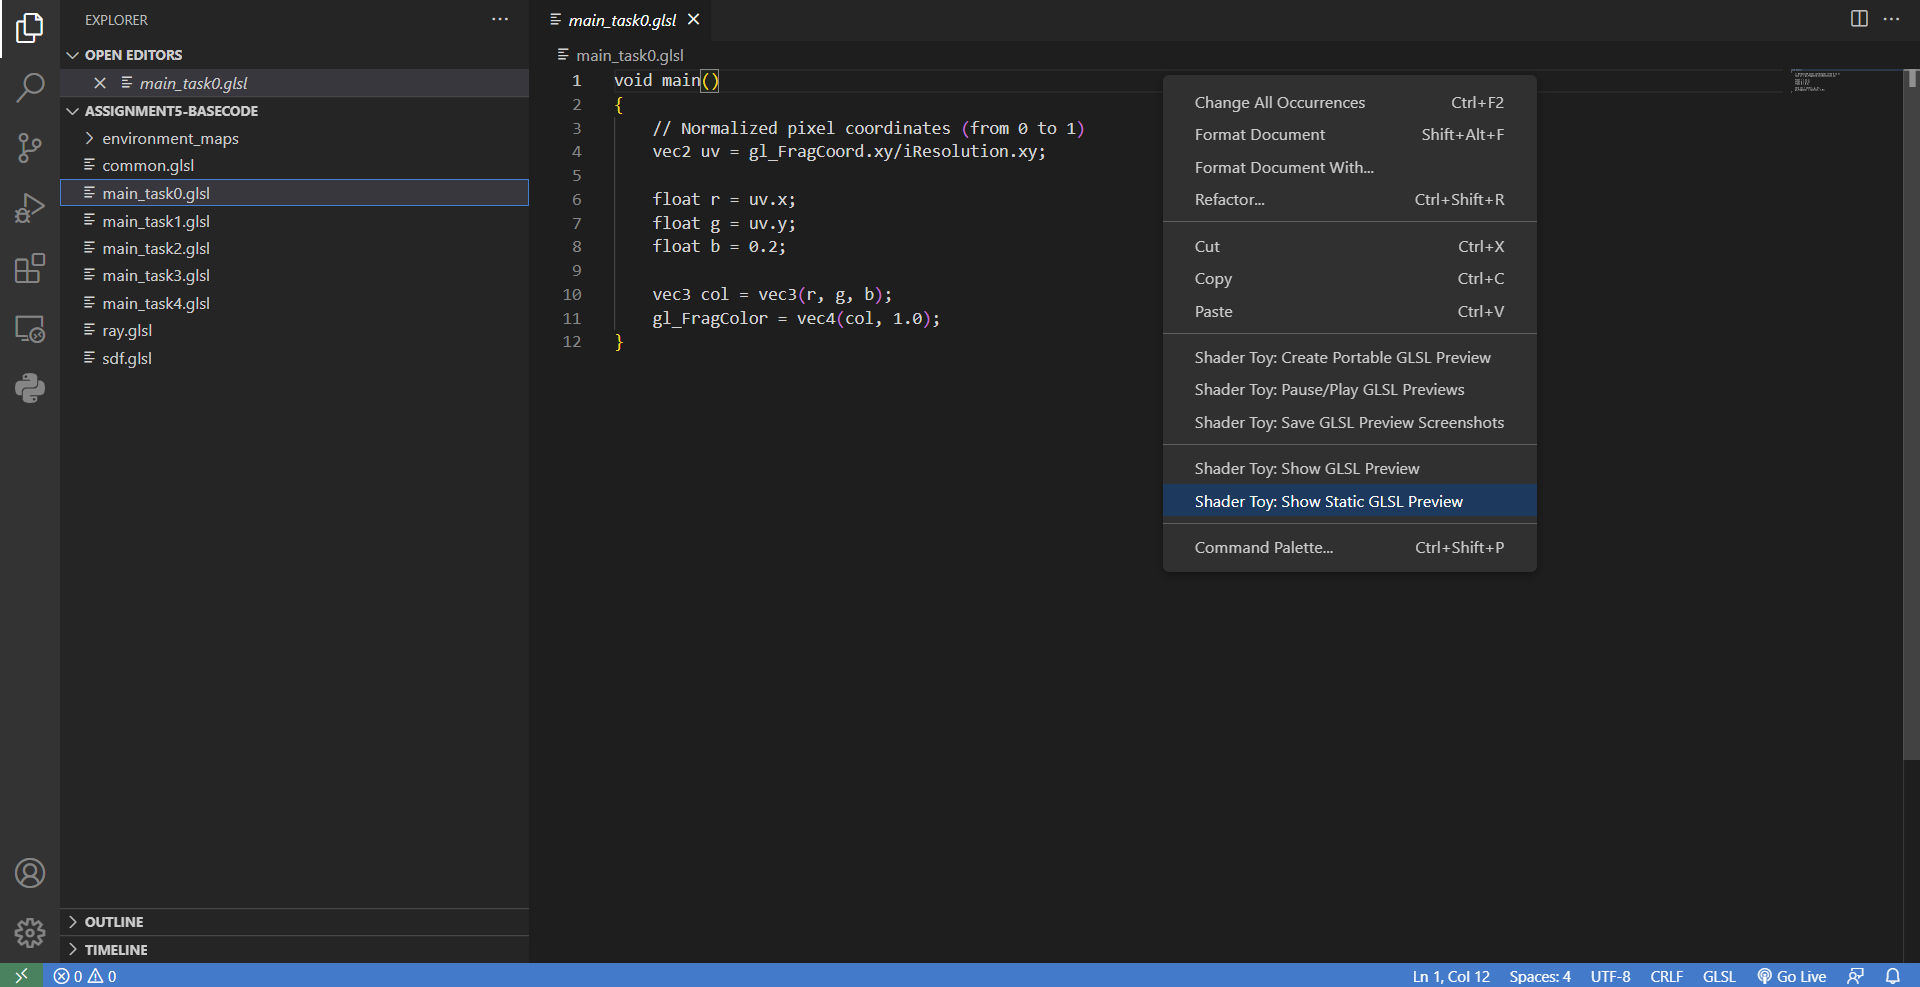 EXPLORER
OPEN EDITORS
main_task0.glsl
ASSIGNMENT5-BASECODE
environment_maps
common.glsl
main_task0.glsl
main_task1.glsl
main_task2.glsl
main_task3.glsl
main_task4.glsl
ray.glsl
sdf.glsl
OUTLINE
TIMELINE
main_task0.glsl
main_task0.glsl
1 void main()
2 {
3 // Normalized pixel coordinates (from 0 to 1)
4 vec2 uv = gl_FragCoord.xy/iResolution.xy;
5
6 float r = uv.x;
7 float g = uv.y;
8 float b = 0.2;
9
10 vec3 col = vec3(r, g, b);
11 gl_FragColor = vec4(col, 1.0);
12 }
Change All Occurrences Ctrl+F2
Format Document Shift+Alt+F
Format Document With...
Refactor... Ctrl+Shift+R
Cut Ctrl+X
Copy Ctrl+C
Paste Ctrl+V
Shader Toy: Create Portable GLSL Preview
Shader Toy: Pause/Play GLSL Previews
Shader Toy: Save GLSL Preview Screenshots
Shader Toy: Show GLSL Preview
Shader Toy: Show Static GLSL Preview
Command Palette... Ctrl+Shift+P
0 0 Ln 1, Col 12 Spaces: 4 UTF-8 CRLF GLSL Go Live